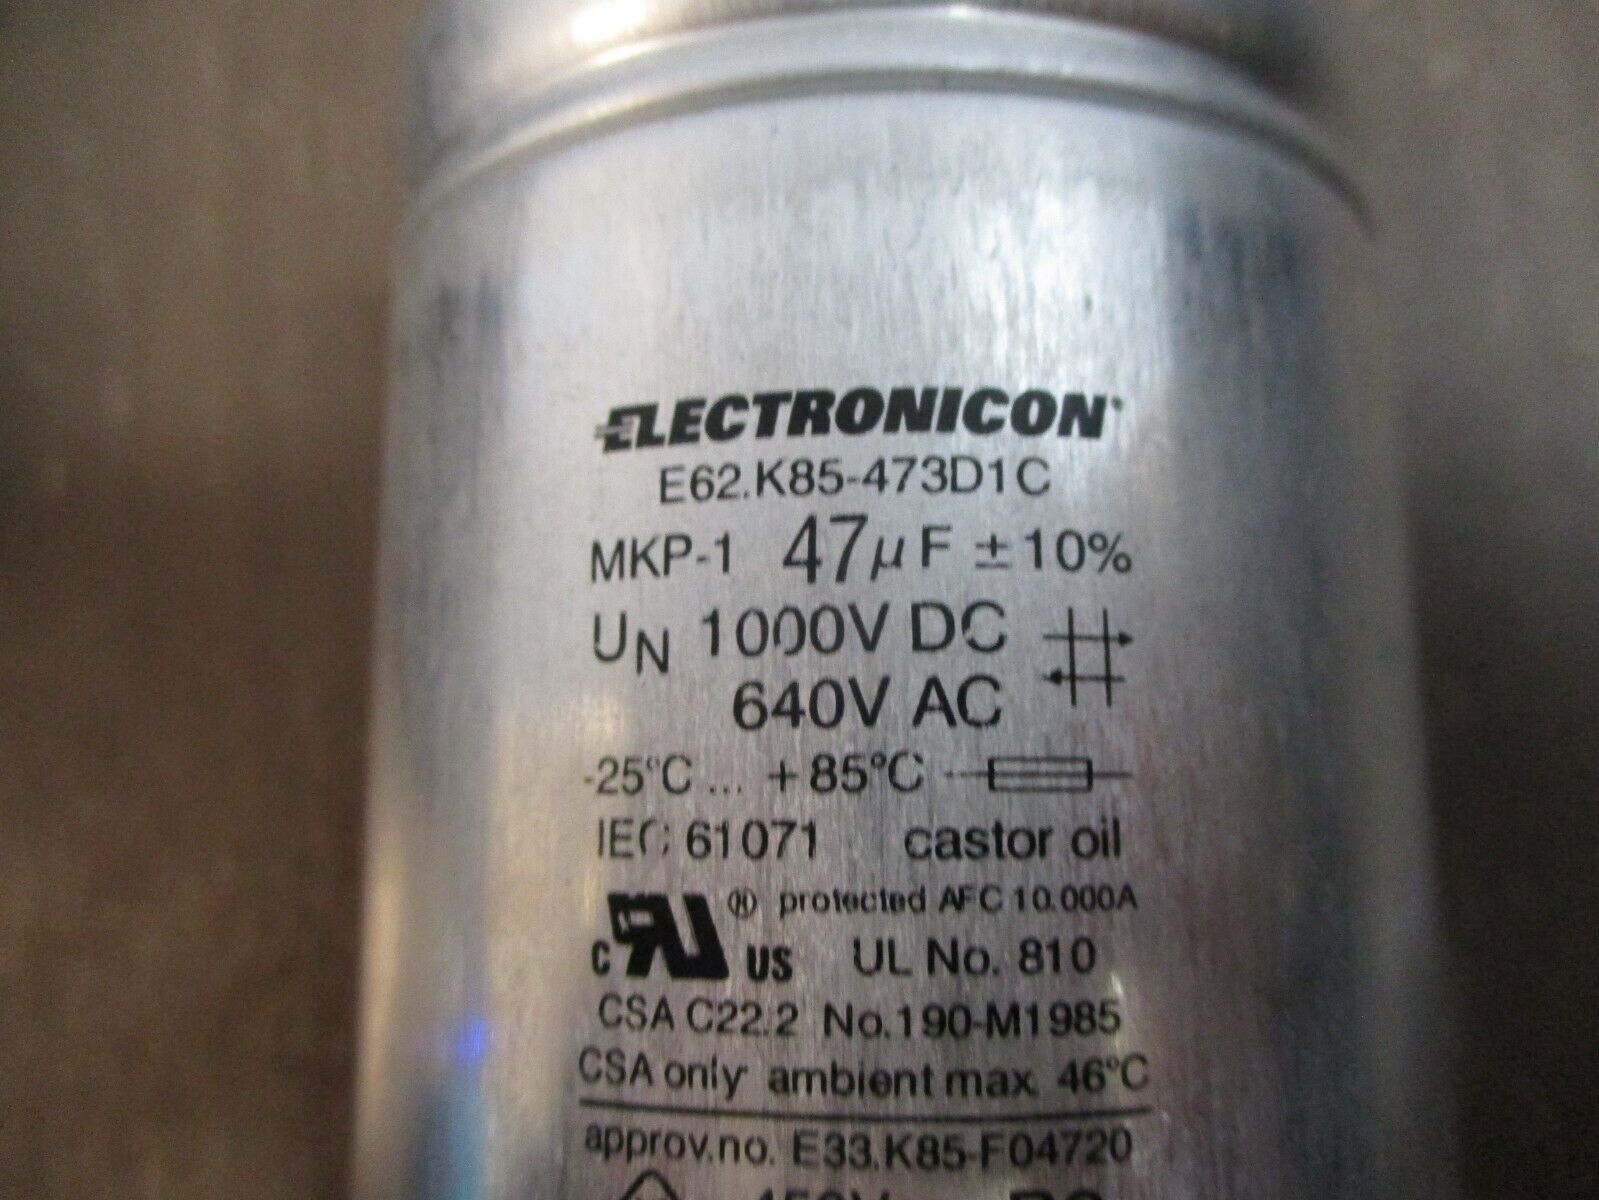 ELECTRONICON®
E62.K85-473D1C
MKP-1 47µF ±10%
UN 1000V DC
640V AC
-25°C ... +85°C
IEC 61071 castor oil
® protected AFC 10.000A
c RU US UL No. 810
CSA C22.2 No.190-M1985
CSA only ambient max. 46°C
approv.no. E33.K85-F04720